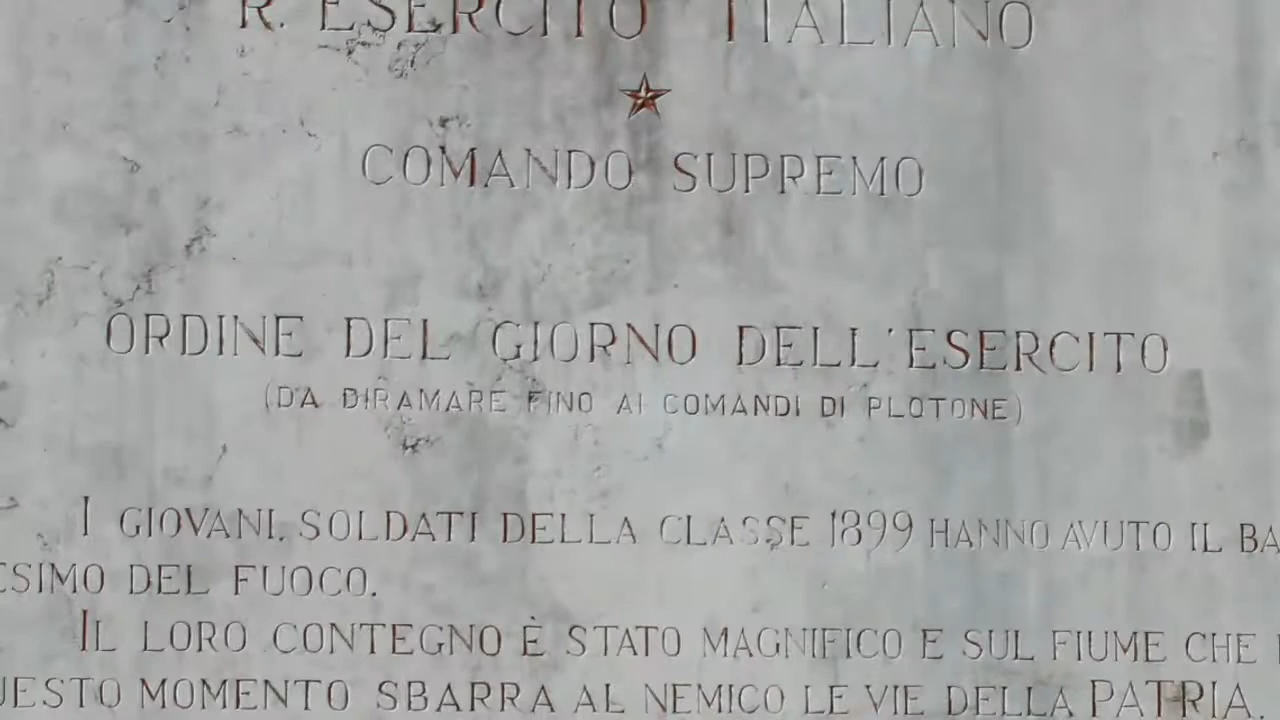 R. ESERCITO ITALIANO
COMANDO SUPREMO
ORDINE DEL GIORNO DELL'ESERCITO
(DA DIRAMARE FINO AI COMANDI DI PLOTONE)
I GIOVANI SOLDATI DELLA CLASSE 1899 HANNO AVUTO IL BA
ESIMO DEL FUOCO.
IL LORO CONTEGNO È STATO MAGNIFICO E SUL FIUME CHE
UESTO MOMENTO SBARRA AL NEMICO LE VIE DELLA PATRIA,